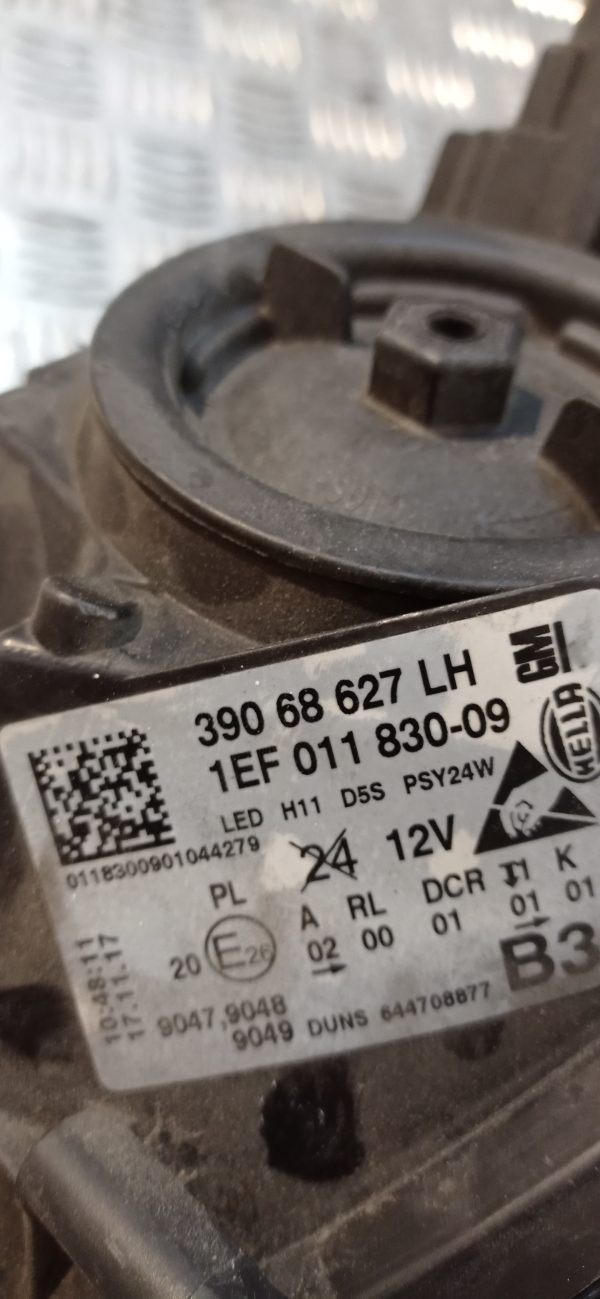 GM
390 68 627 LH
1EF 011 830-09
HELLA
LED H11 D5S PSY24W
0118300901044279
24 12V
PL A RL DCR T1 K
20 E26 02 00 01 01 01
10:48:11
17.11.17
9047,9048
9049 DUNS 644708877
B3